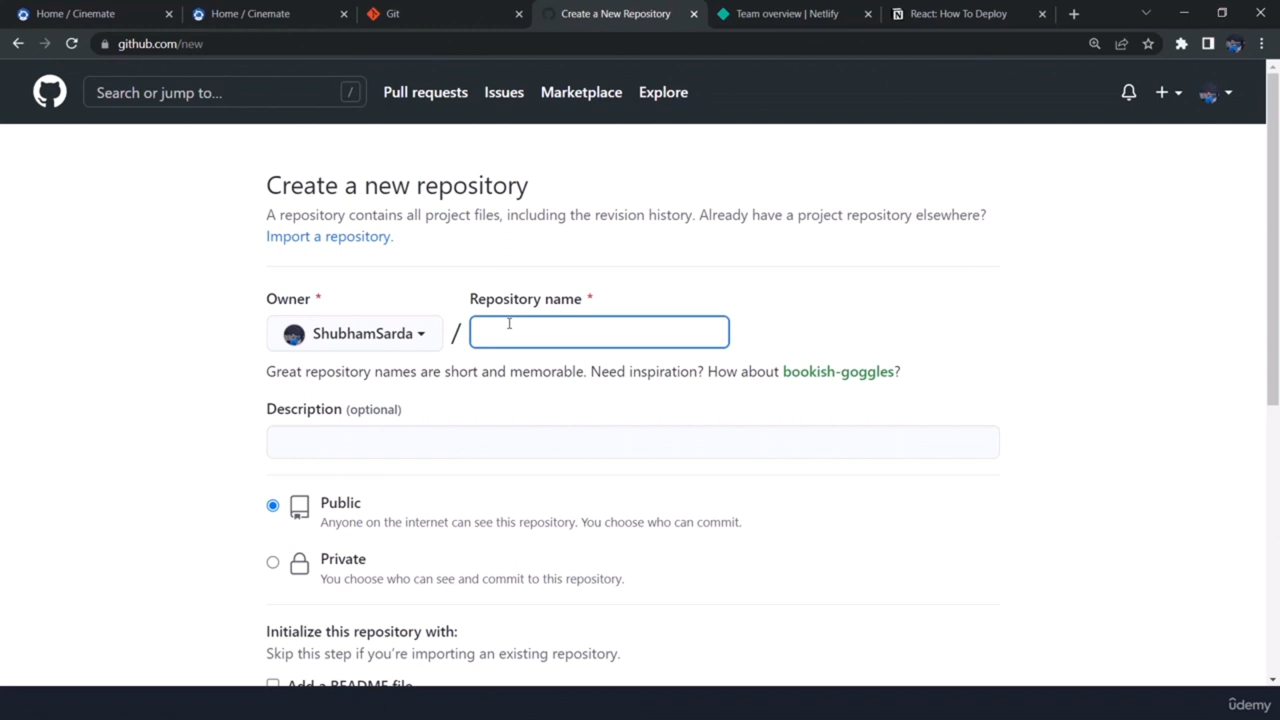 Home / Cinemate
Home / Cinemate
Git
Create a New Repository
Team overview | Netlify
React: How To Deploy
github.com/new
Search or jump to...
/
Pull requests
Issues
Marketplace
Explore
Create a new repository
A repository contains all project files, including the revision history. Already have a project repository elsewhere?
Import a repository.
Owner *
Repository name *
ShubhamSarda
/
Great repository names are short and memorable. Need inspiration? How about bookish-goggles?
Description (optional)
Public
Anyone on the internet can see this repository. You choose who can commit.
Private
You choose who can see and commit to this repository.
Initialize this repository with:
Skip this step if you're importing an existing repository.
Add a README file
udemy